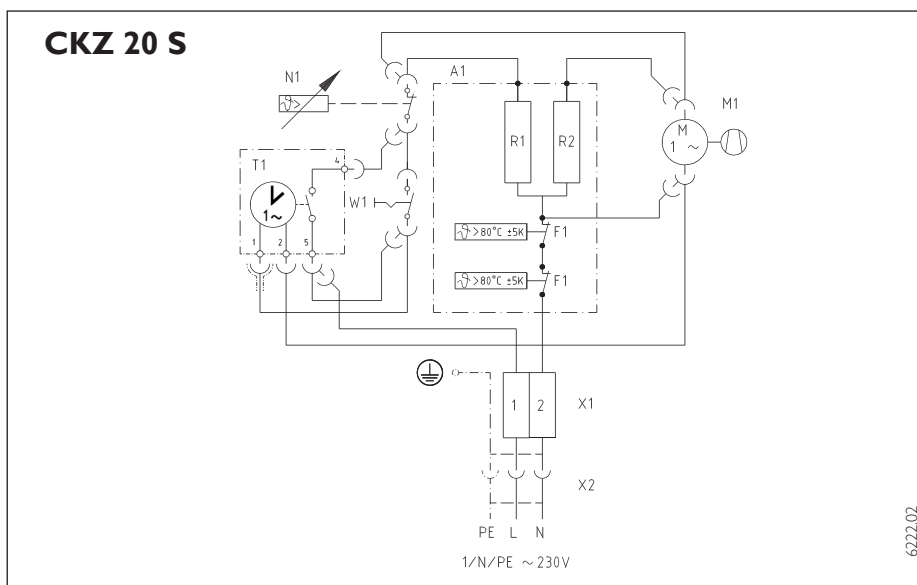 CKZ 20 S
A1
N1
M1
ϑ>
M
1 ~
R1
R2
T1
4
1~
W1
ϑ>80°C ±5K
F1
1
2
5
ϑ>80°C ±5K
F1
1
2
X1
X2
PE L N
1/N/PE ~230V
6222.02